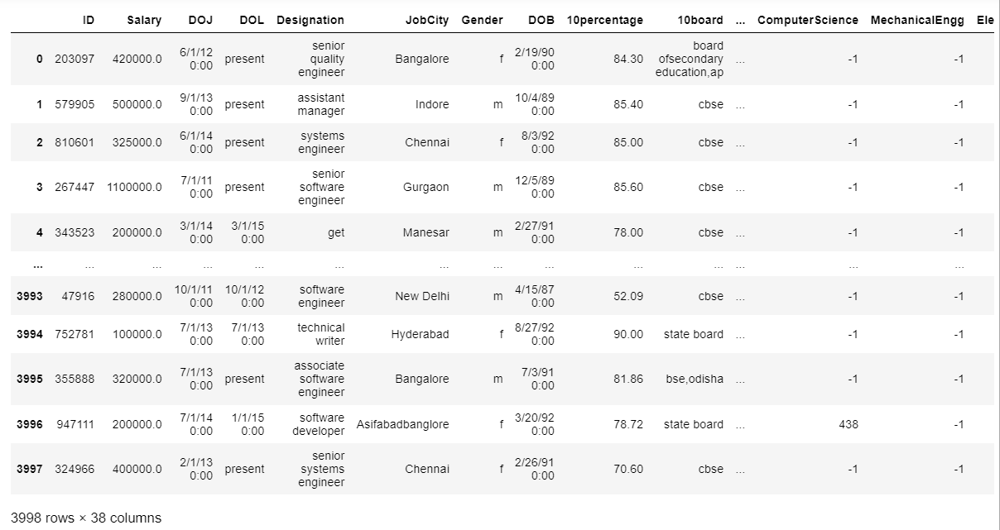 ID Salary DOJ DOL Designation JobCity Gender DOB 10percentage 10board ... ComputerScience MechanicalEngg Ele
0 203097 420000.0 6/1/12 0:00 present senior quality engineer Bangalore f 2/19/90 0:00 84.30 board ofsecondary education,ap ... -1 -1
1 579905 500000.0 9/1/13 0:00 present assistant manager Indore m 10/4/89 0:00 85.40 cbse ... -1 -1
2 810601 325000.0 6/1/14 0:00 present systems engineer Chennai f 8/3/92 0:00 85.00 cbse ... -1 -1
3 267447 1100000.0 7/1/11 0:00 present senior software engineer Gurgaon m 12/5/89 0:00 85.60 cbse ... -1 -1
4 343523 200000.0 3/1/14 0:00 3/1/15 0:00 get Manesar m 2/27/91 0:00 78.00 cbse ... -1 -1
... ... ... ... ... ... ... ... ... ... ... ... ... ...
3993 47916 280000.0 10/1/11 0:00 10/1/12 0:00 software engineer New Delhi m 4/15/87 0:00 52.09 cbse ... -1 -1
3994 752781 100000.0 7/1/13 0:00 7/1/13 0:00 technical writer Hyderabad f 8/27/92 0:00 90.00 state board ... -1 -1
3995 355888 320000.0 7/1/13 0:00 present associate software engineer Bangalore m 7/3/91 0:00 81.86 bse,odisha ... -1 -1
3996 947111 200000.0 7/1/14 0:00 1/1/15 0:00 software developer Asifabadbanglore f 3/20/92 0:00 78.72 state board ... 438 -1
3997 324966 400000.0 2/1/13 0:00 present senior systems engineer Chennai f 2/26/91 0:00 70.60 cbse ... -1 -1
3998 rows × 38 columns